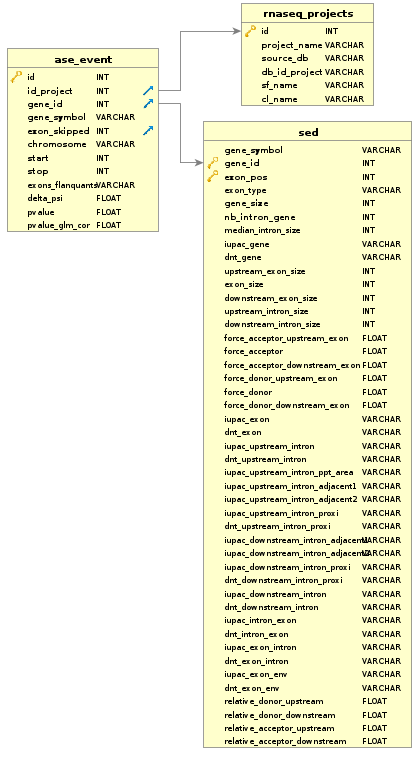 rnaseq_projects
id INT
project_name VARCHAR
source_db VARCHAR
db_id_project VARCHAR
sf_name VARCHAR
cl_name VARCHAR
ase_event
id INT
id_project INT
gene_id INT
gene_symbol VARCHAR
exon_skipped INT
chromosome VARCHAR
start INT
stop INT
exons_flanquants VARCHAR
delta_psi FLOAT
pvalue FLOAT
pvalue_glm_cor FLOAT
sed
gene_symbol VARCHAR
gene_id INT
exon_pos INT
exon_type VARCHAR
gene_size INT
nb_intron_gene INT
median_intron_size INT
iupac_gene VARCHAR
dnt_gene VARCHAR
upstream_exon_size INT
exon_size INT
downstream_exon_size INT
upstream_intron_size INT
downstream_intron_size INT
force_acceptor_upstream_exon FLOAT
force_acceptor FLOAT
force_acceptor_downstream_exon FLOAT
force_donor_upstream_exon FLOAT
force_donor FLOAT
force_donor_downstream_exon FLOAT
iupac_exon VARCHAR
dnt_exon VARCHAR
iupac_upstream_intron VARCHAR
dnt_upstream_intron VARCHAR
iupac_upstream_intron_ppt_area VARCHAR
iupac_upstream_intron_adjacent1 VARCHAR
iupac_upstream_intron_adjacent2 VARCHAR
iupac_upstream_intron_proxi VARCHAR
dnt_upstream_intron_proxi VARCHAR
iupac_downstream_intron_adjacent1 VARCHAR
iupac_downstream_intron_adjacent2 VARCHAR
iupac_downstream_intron_proxi VARCHAR
dnt_downstream_intron_proxi VARCHAR
iupac_downstream_intron VARCHAR
dnt_downstream_intron VARCHAR
iupac_intron_exon VARCHAR
dnt_intron_exon VARCHAR
iupac_exon_intron VARCHAR
dnt_exon_intron VARCHAR
iupac_exon_env VARCHAR
dnt_exon_env VARCHAR
relative_donor_upstream FLOAT
relative_donor_downstream FLOAT
relative_acceptor_upstream FLOAT
relative_acceptor_downstream FLOAT